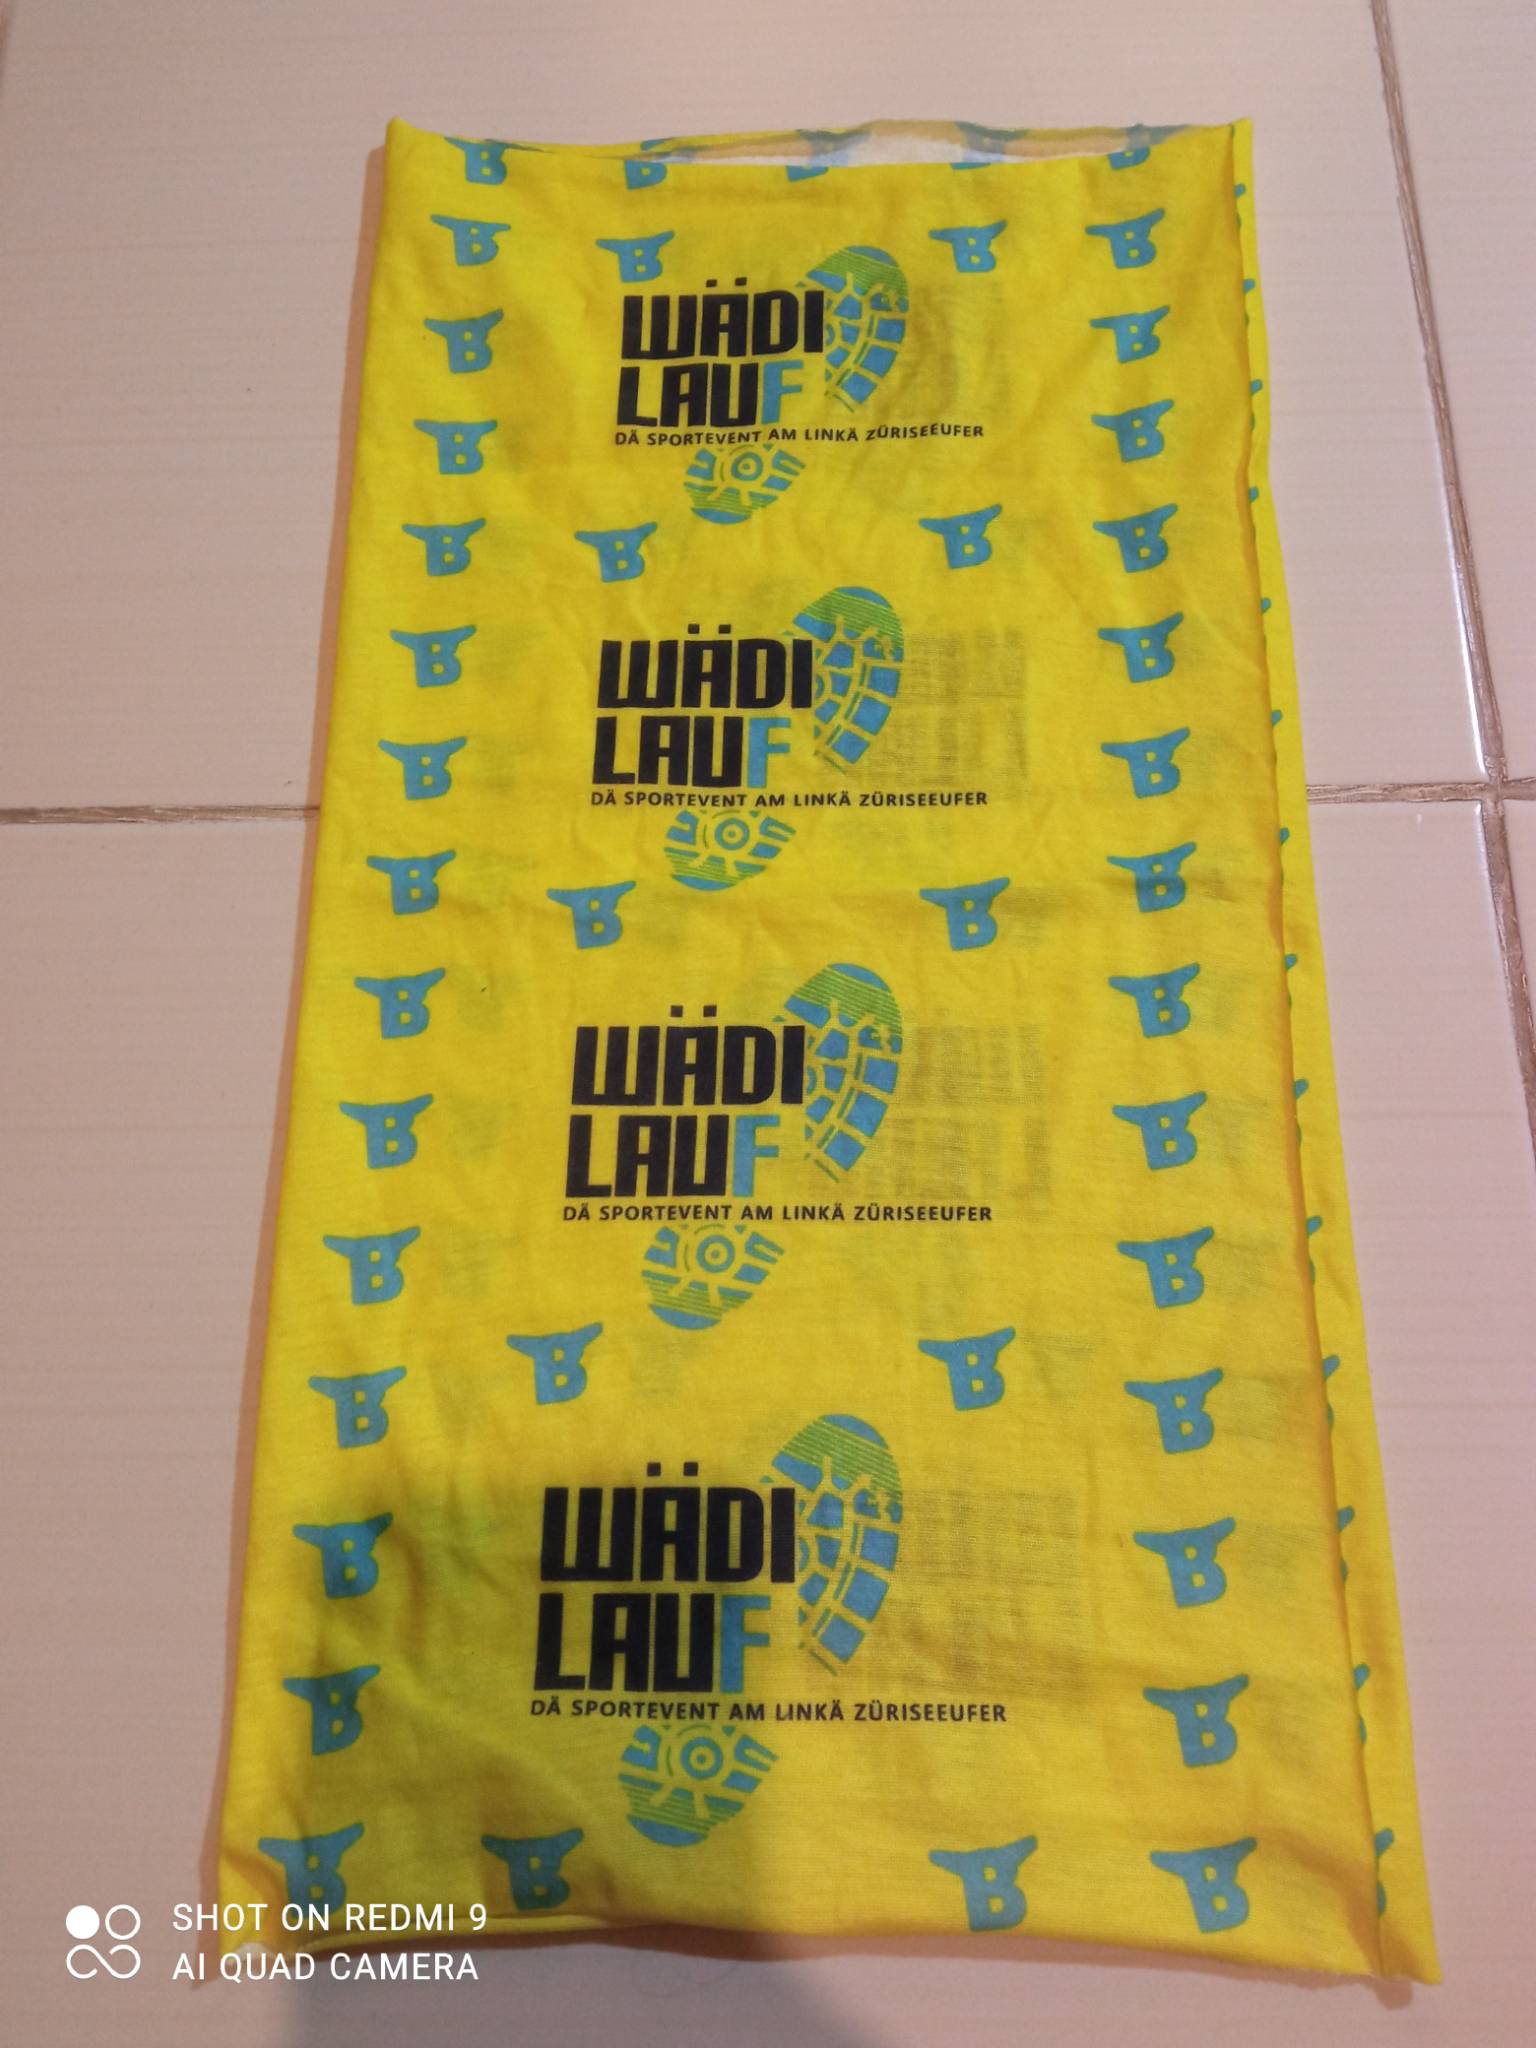 WÄDI
LAUF
DÄ SPORTEVENT AM LINKÄ ZÜRISEEUFER
WÄDI
LAUF
DÄ SPORTEVENT AM LINKÄ ZÜRISEEUFER
WÄDI
LAUF
DÄ SPORTEVENT AM LINKÄ ZÜRISEEUFER
WÄDI
LAUF
DÄ SPORTEVENT AM LINKÄ ZÜRISEEUFER
SHOT ON REDMI 9
AI QUAD CAMERA